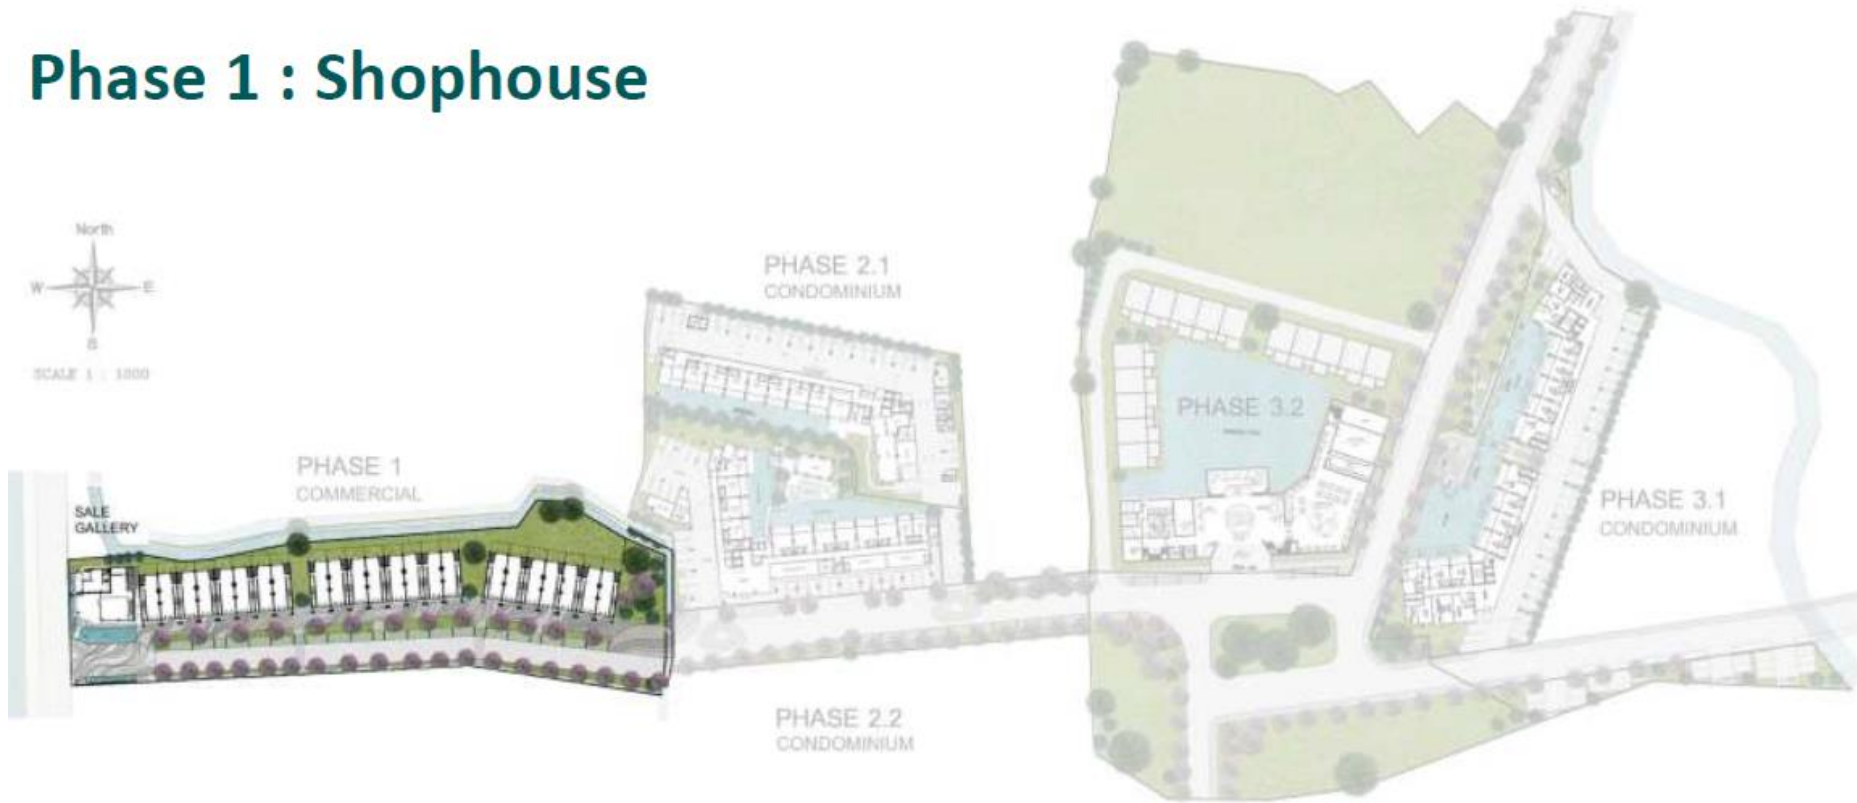 Phase 1 : Shophouse
North
W
E
S
SCALE 1 : 1000
PHASE 2.1
CONDOMINIUM
PHASE 1
COMMERCIAL
SALE
GALLERY
PHASE 3.2
PHASE 3.1
CONDOMINIUM
PHASE 2.2
CONDOMINIUM